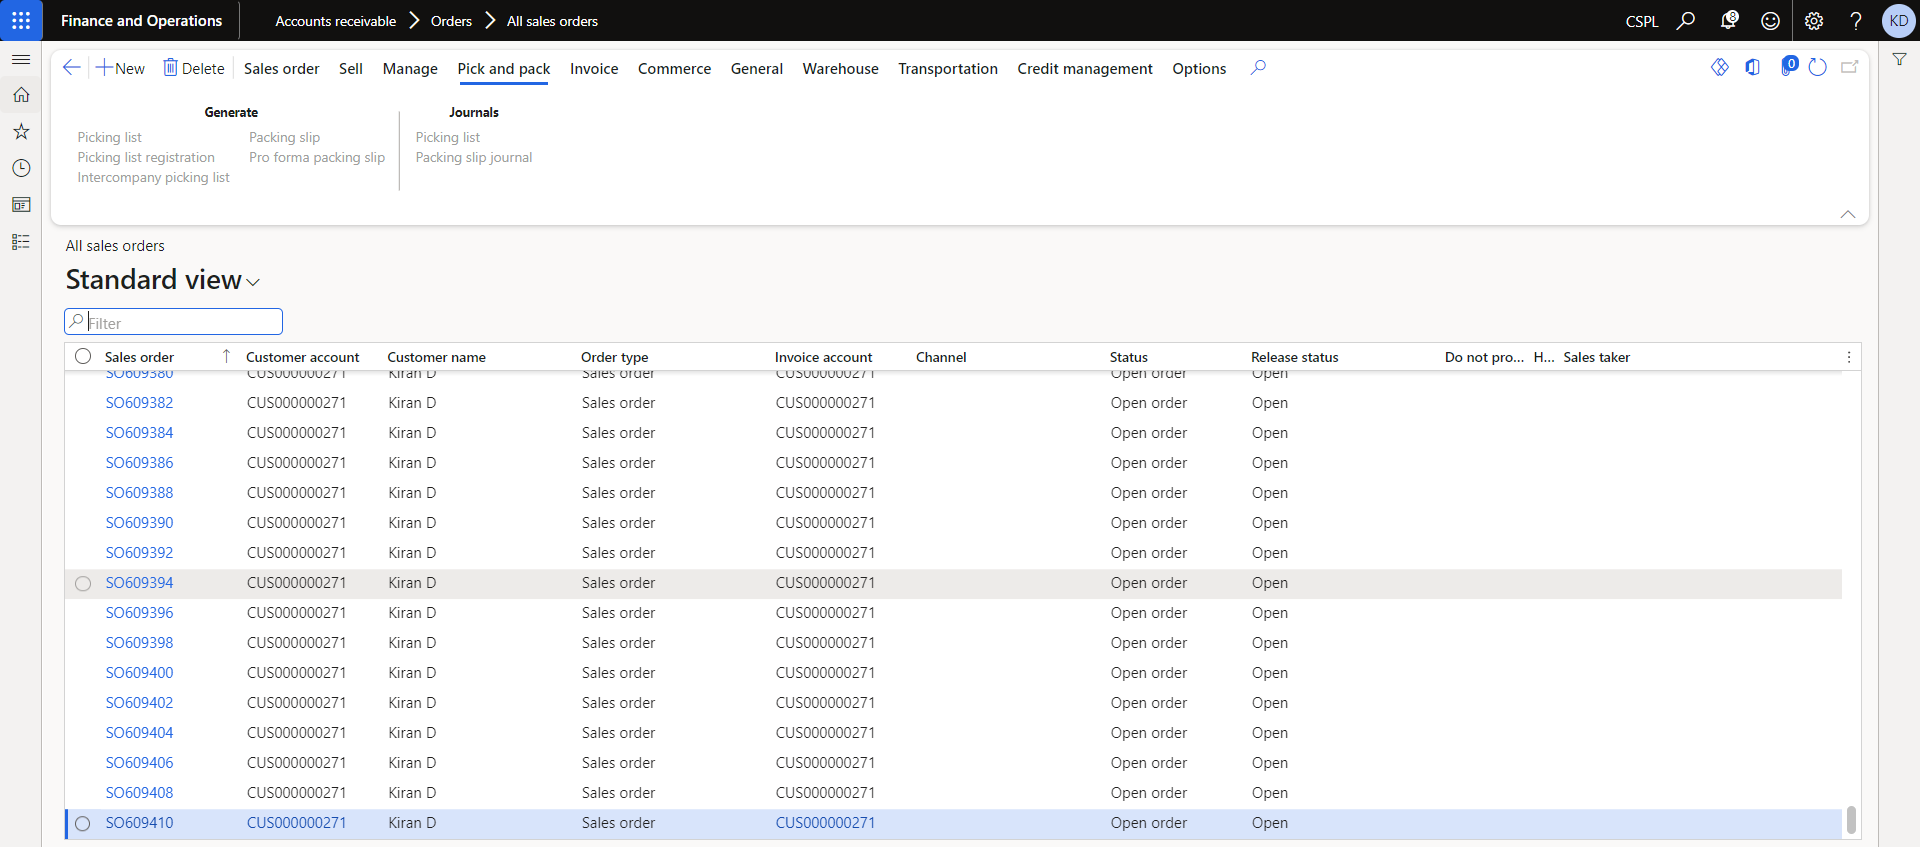 Finance and Operations Accounts receivable Orders All sales orders CSPL 8 KD
New Delete Sales order Sell Manage Pick and pack Invoice Commerce General Warehouse Transportation Credit management Options 0
Generate Journals
Picking list Packing slip Picking list
Picking list registration Pro forma packing slip Packing slip journal
Intercompany picking list
All sales orders
Standard view
Filter
Sales order Customer account Customer name Order type Invoice account Channel Status Release status Do not pro... H... Sales taker
SO609380 CUS000000271 Kiran D Sales order CUS000000271 Open order Open
SO609382 CUS000000271 Kiran D Sales order CUS000000271 Open order Open
SO609384 CUS000000271 Kiran D Sales order CUS000000271 Open order Open
SO609386 CUS000000271 Kiran D Sales order CUS000000271 Open order Open
SO609388 CUS000000271 Kiran D Sales order CUS000000271 Open order Open
SO609390 CUS000000271 Kiran D Sales order CUS000000271 Open order Open
SO609392 CUS000000271 Kiran D Sales order CUS000000271 Open order Open
SO609394 CUS000000271 Kiran D Sales order CUS000000271 Open order Open
SO609396 CUS000000271 Kiran D Sales order CUS000000271 Open order Open
SO609398 CUS000000271 Kiran D Sales order CUS000000271 Open order Open
SO609400 CUS000000271 Kiran D Sales order CUS000000271 Open order Open
SO609402 CUS000000271 Kiran D Sales order CUS000000271 Open order Open
SO609404 CUS000000271 Kiran D Sales order CUS000000271 Open order Open
SO609406 CUS000000271 Kiran D Sales order CUS000000271 Open order Open
SO609408 CUS000000271 Kiran D Sales order CUS000000271 Open order Open
SO609410 CUS000000271 Kiran D Sales order CUS000000271 Open order Open